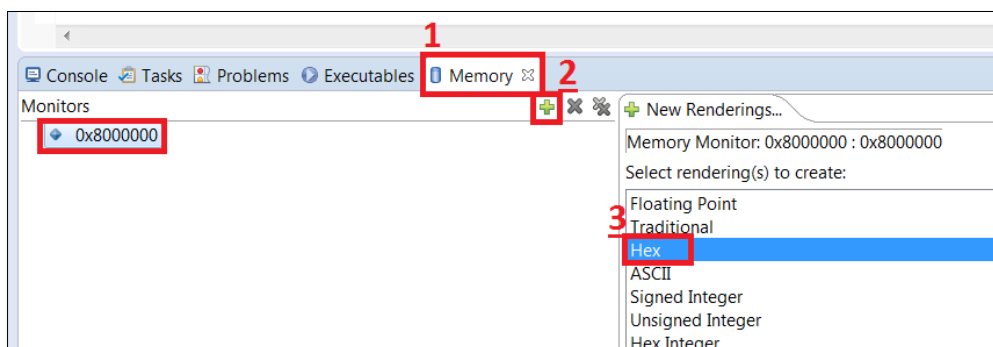 1
Console Tasks Problems Executables Memory
2
Monitors
New Renderings...
0x8000000
Memory Monitor: 0x8000000 : 0x8000000
Select rendering(s) to create:
Floating Point
3
Traditional
Hex
ASCII
Signed Integer
Unsigned Integer
Hex Integer